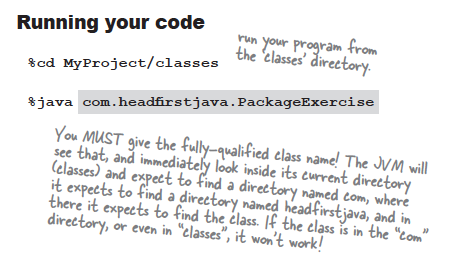 Running your code
%cd MyProject/classes
run your program from
the 'classes' directory.
%java com.headfirstjava.PackageExercise
You MUST give the fully-qualified class name! The JVM will
see that, and immediately look inside its current directory
(classes) and expect to find a directory named com, where
it expects to find a directory named headfirstjava, and in
there it expects to find the class. If the class is in the "com"
directory, or even in "classes", it won't work!